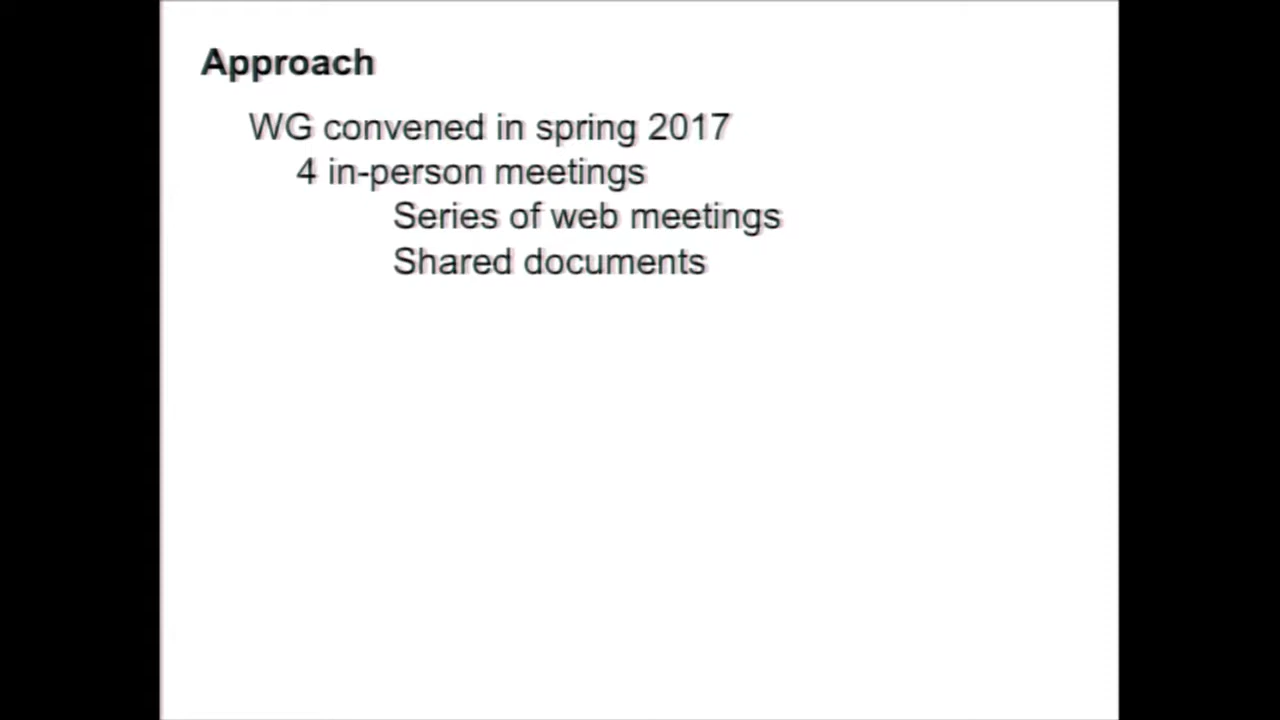 Approach
WG convened in spring 2017
4 in-person meetings
Series of web meetings
Shared documents